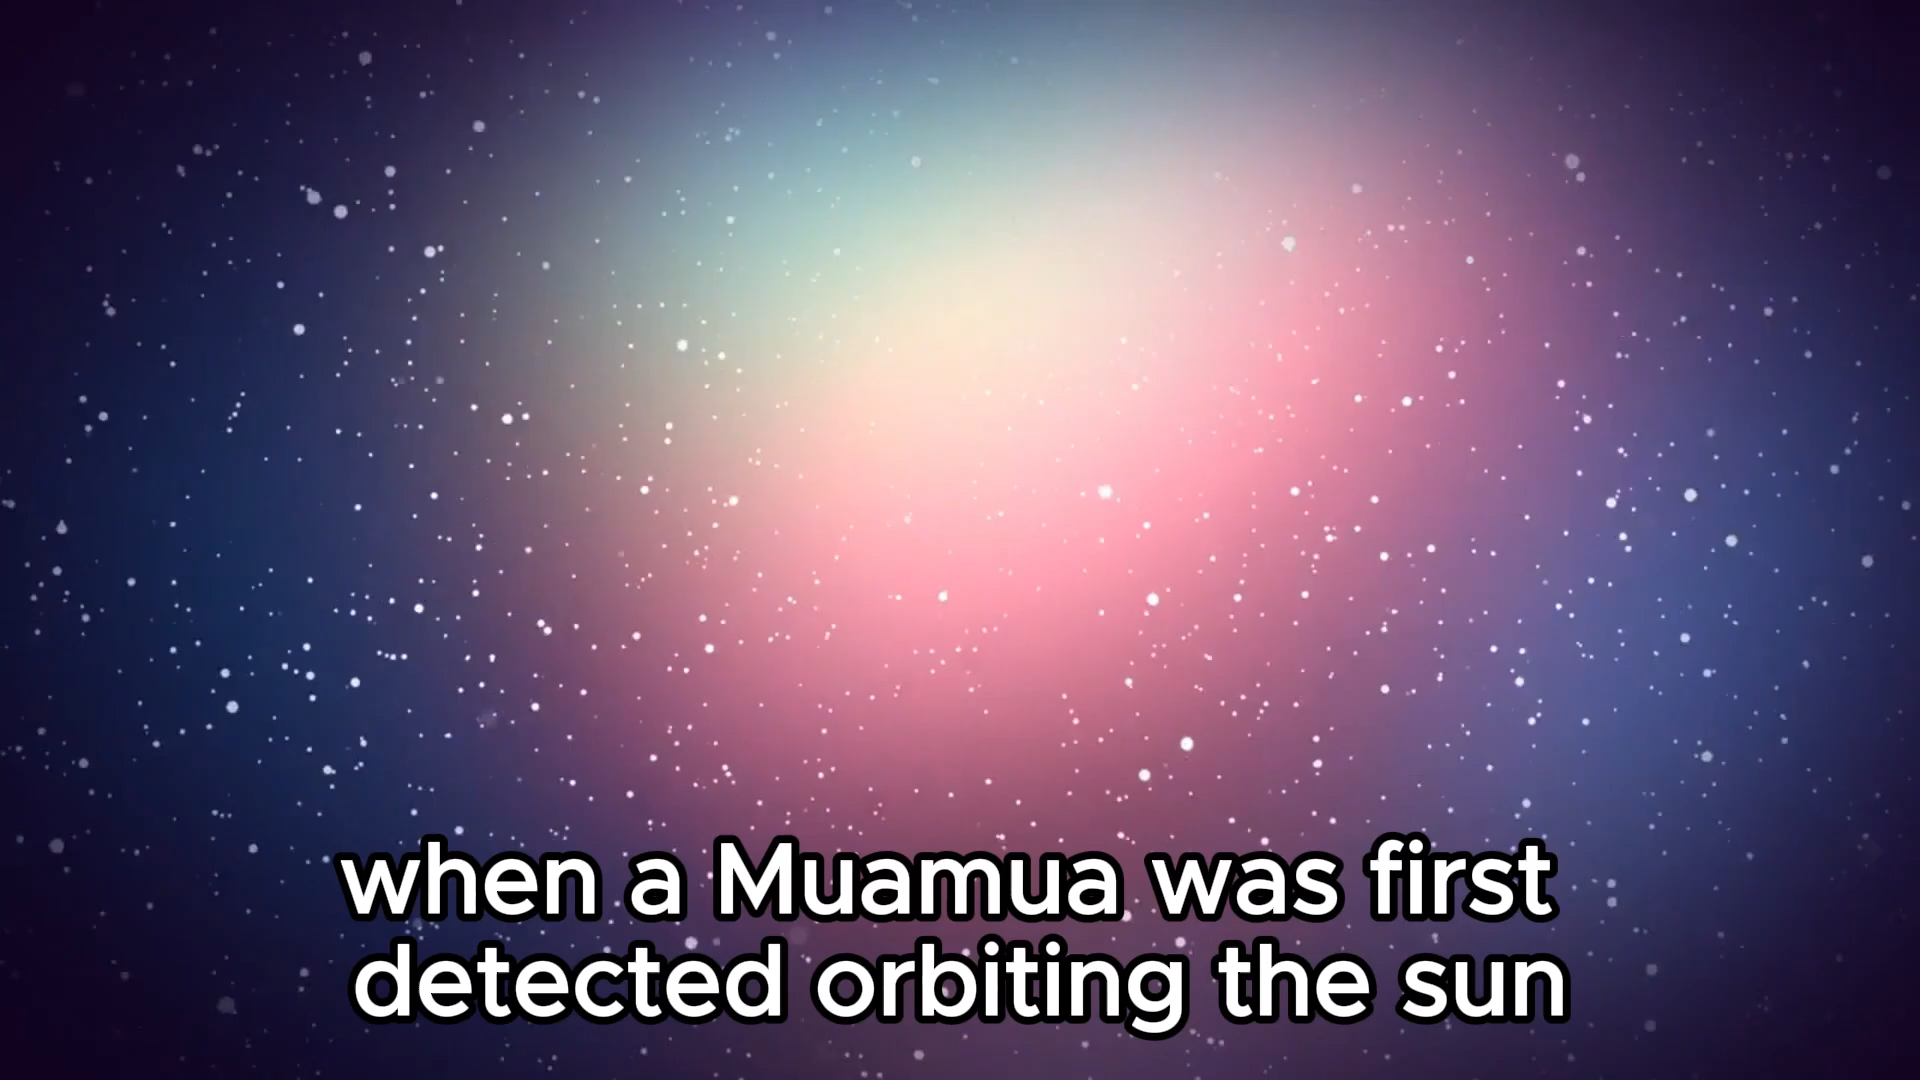 when a Muamua was first
detected orbiting the sun